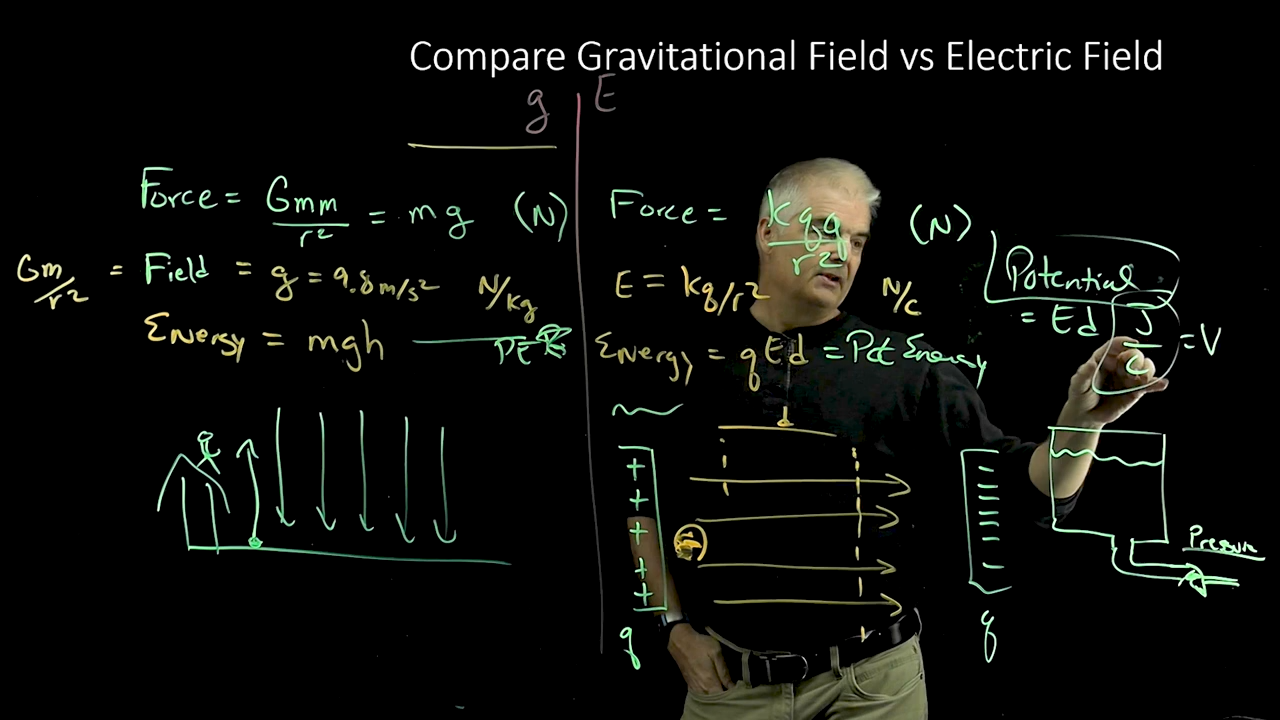 Compare Gravitational Field vs Electric Field
g | E
Force = Gmm/r² = mg (N)
Gm/r² = Field = g = 9.8 m/s² N/kg
Energy = mgh PE
Force = kqq/r² (N)
E = kq/r² N/C
Energy = qEd = Pot Energy
Potential
= Ed J/C = V
d
+ + + + +
q
q
Pressure